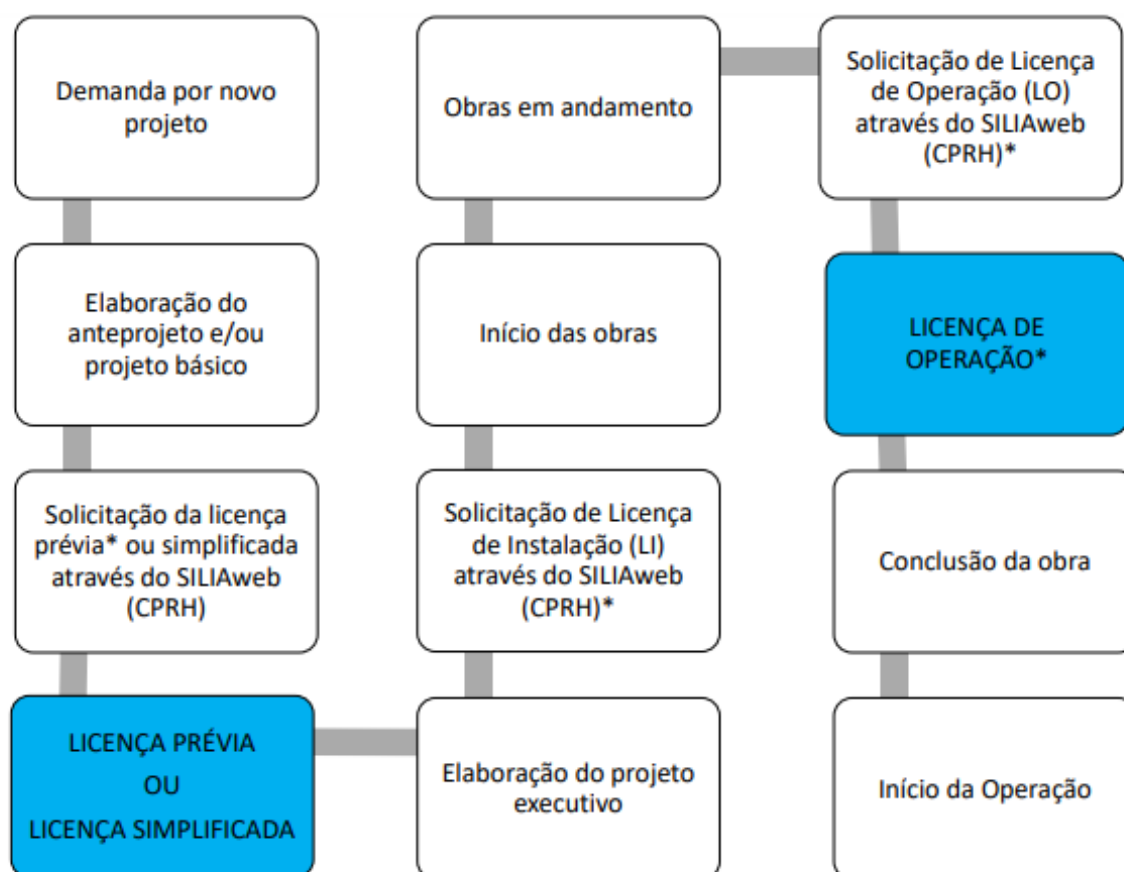 Demanda por novo
projeto
Elaboração do
anteprojeto e/ou
projeto básico
Solicitação da licença
prévia* ou simplificada
através do SILIAweb
(CPRH)
LICENÇA PRÉVIA
OU
LICENÇA SIMPLIFICADA
Elaboração do projeto
executivo
Solicitação de Licença
de Instalação (LI)
através do SILIAweb
(CPRH)*
Início das obras
Obras em andamento
Solicitação de Licença
de Operação (LO)
através do SILIAweb
(CPRH)*
LICENÇA DE
OPERAÇÃO*
Conclusão da obra
Início da Operação